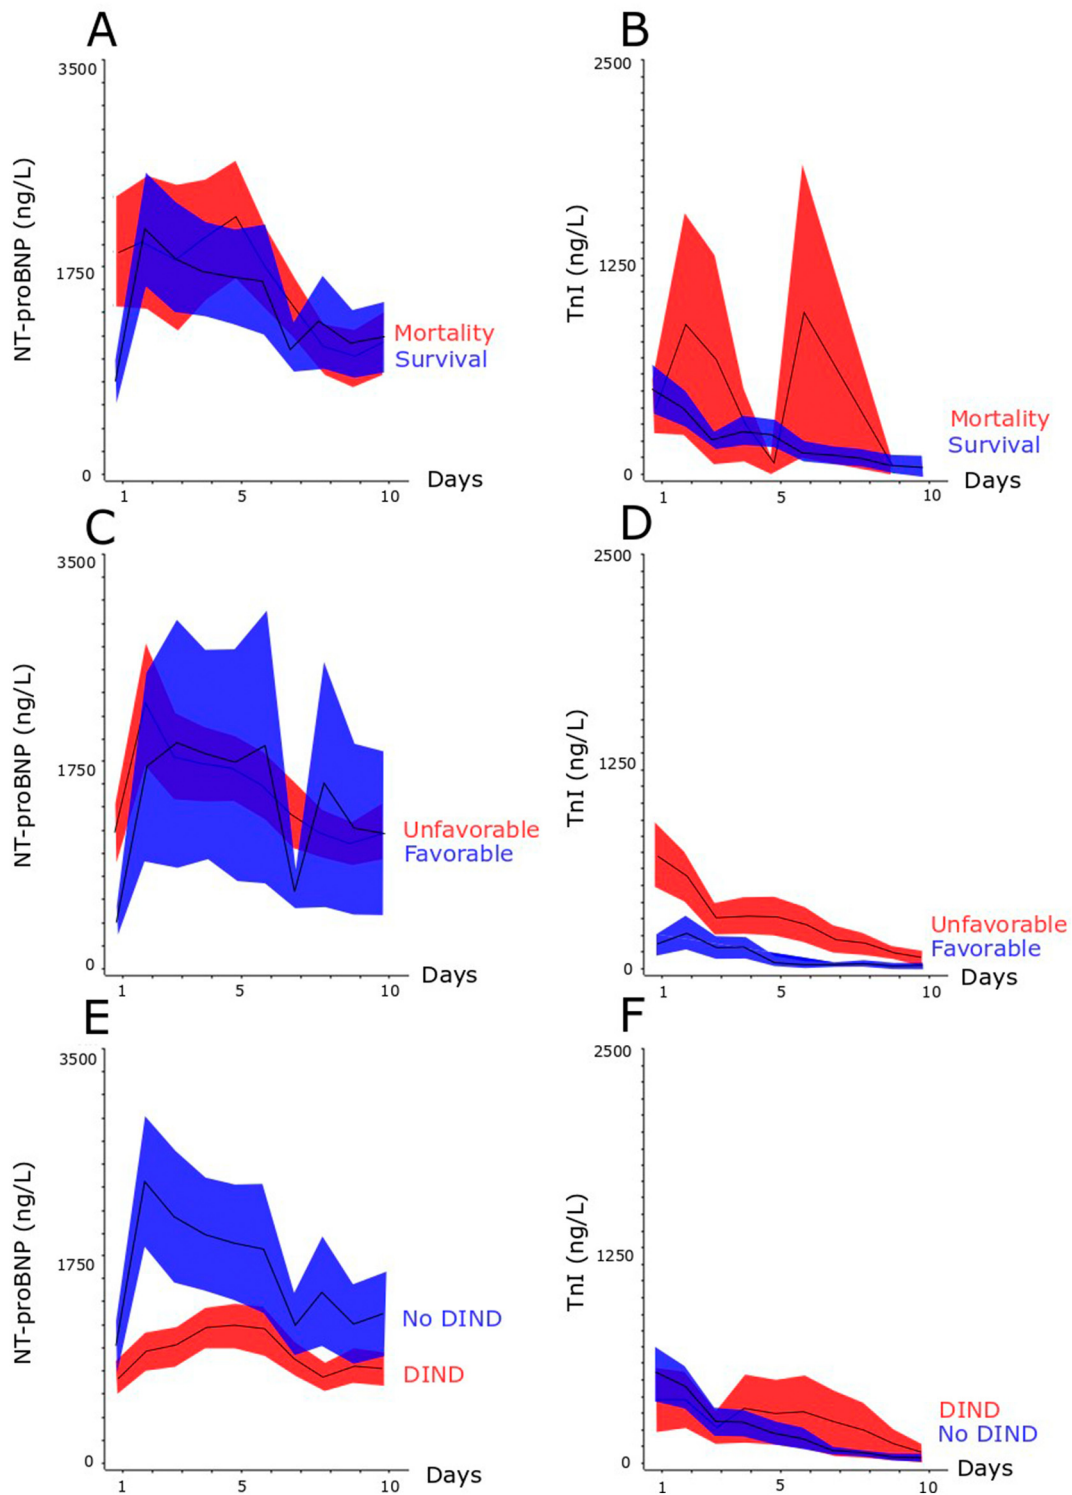 A
3500
NT-proBNP (ng/L)
1750
0
1
5
10
Days
Mortality
Survival
B
2500
TnI (ng/L)
1250
0
1
5
10
Days
Mortality
Survival
C
3500
NT-proBNP (ng/L)
1750
0
1
5
10
Days
Unfavorable
Favorable
D
2500
TnI (ng/L)
1250
0
1
5
10
Days
Unfavorable
Favorable
E
3500
NT-proBNP (ng/L)
1750
0
1
5
10
Days
No DIND
DIND
F
2500
TnI (ng/L)
1250
0
1
5
10
Days
DIND
No DIND